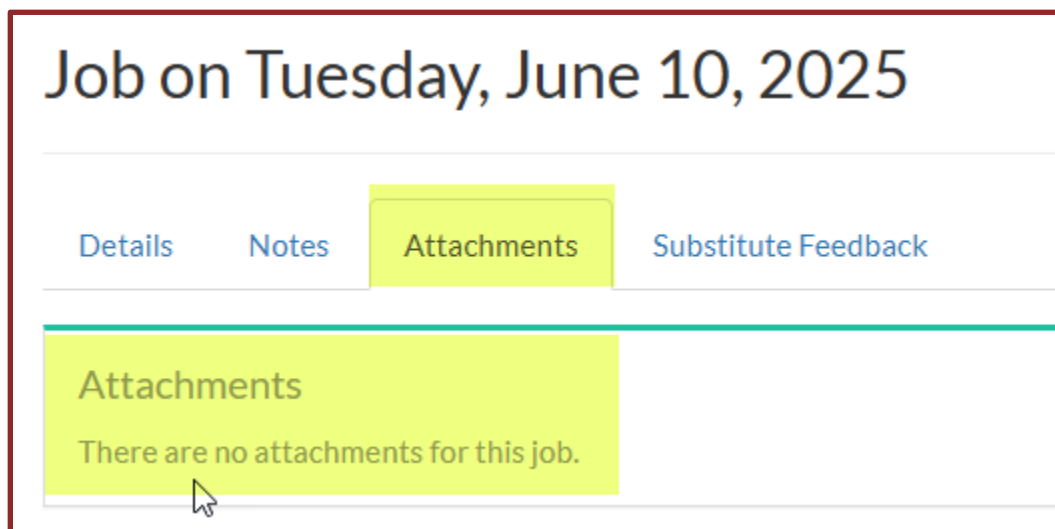 Job on Tuesday, June 10, 2025
Details Notes Attachments Substitute Feedback
Attachments
There are no attachments for this job.